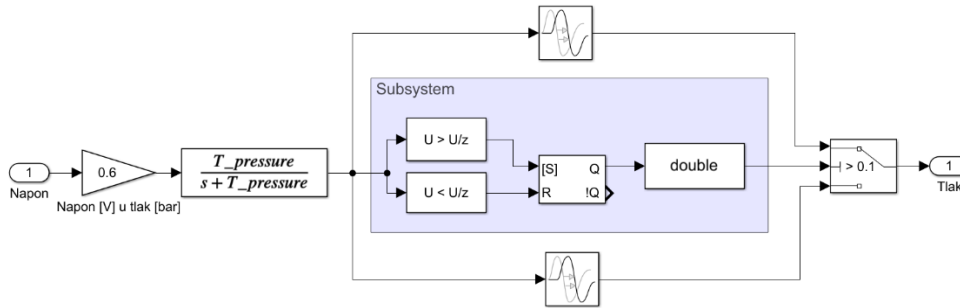 Subsystem
1
Napon
0.6
Napon [V] u tlak [bar]
T_pressure
s + T_pressure
U > U/z
U < U/z
[S] Q
R !Q
double
> 0.1
1
Tlak